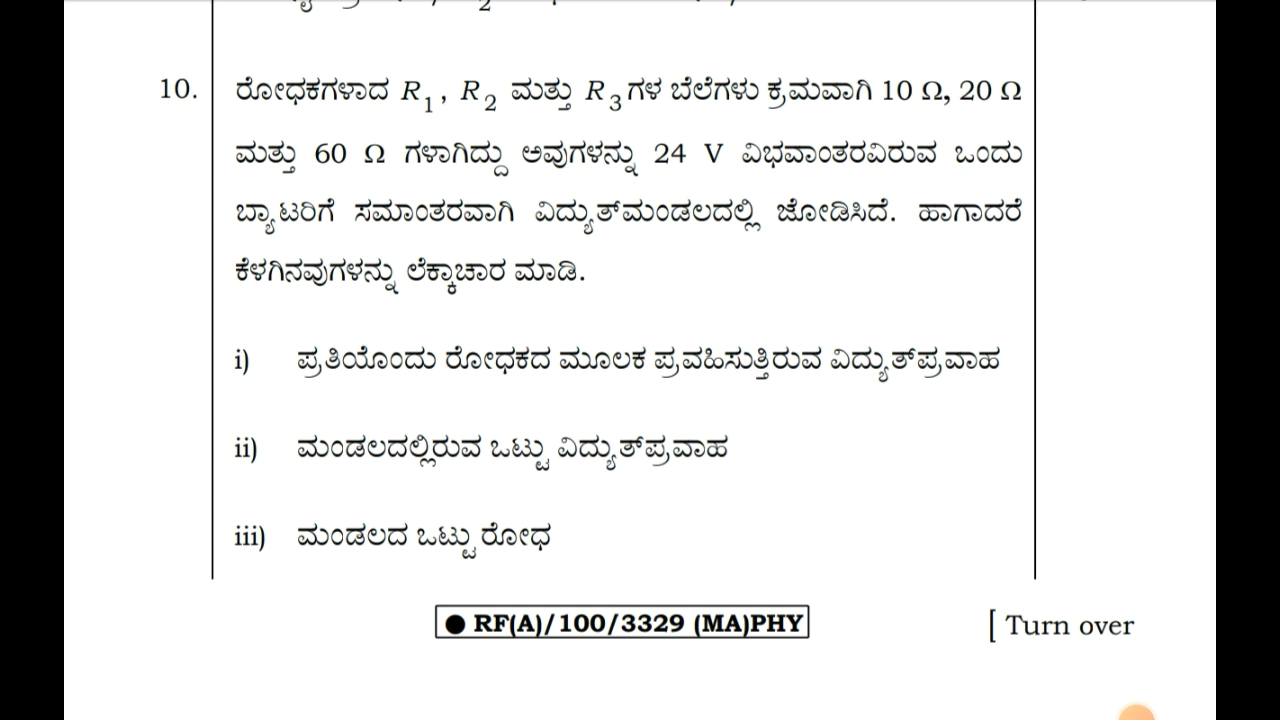 10. ರೋಧಕಗಳಾದ R1, R2 ಮತ್ತು R3ಗಳ ಬೆಲೆಗಳು ಕ್ರಮವಾಗಿ 10 Ω, 20 Ω
ಮತ್ತು 60 Ω ಗಳಾಗಿದ್ದು ಅವುಗಳನ್ನು 24 V ವಿಭವಾಂತರವಿರುವ ಒಂದು
ಬ್ಯಾಟರಿಗೆ ಸಮಾಂತರವಾಗಿ ವಿದ್ಯುತ್‌ಮಂಡಲದಲ್ಲಿ ಜೋಡಿಸಿದೆ. ಹಾಗಾದರೆ
ಕೆಳಗಿನವುಗಳನ್ನು ಲೆಕ್ಕಾಚಾರ ಮಾಡಿ.
i) ಪ್ರತಿಯೊಂದು ರೋಧಕದ ಮೂಲಕ ಪ್ರವಹಿಸುತ್ತಿರುವ ವಿದ್ಯುತ್‌ಪ್ರವಾಹ
ii) ಮಂಡಲದಲ್ಲಿರುವ ಒಟ್ಟು ವಿದ್ಯುತ್‌ಪ್ರವಾಹ
iii) ಮಂಡಲದ ಒಟ್ಟು ರೋಧ
● RF(A)/100/3329 (MA)PHY
[ Turn over